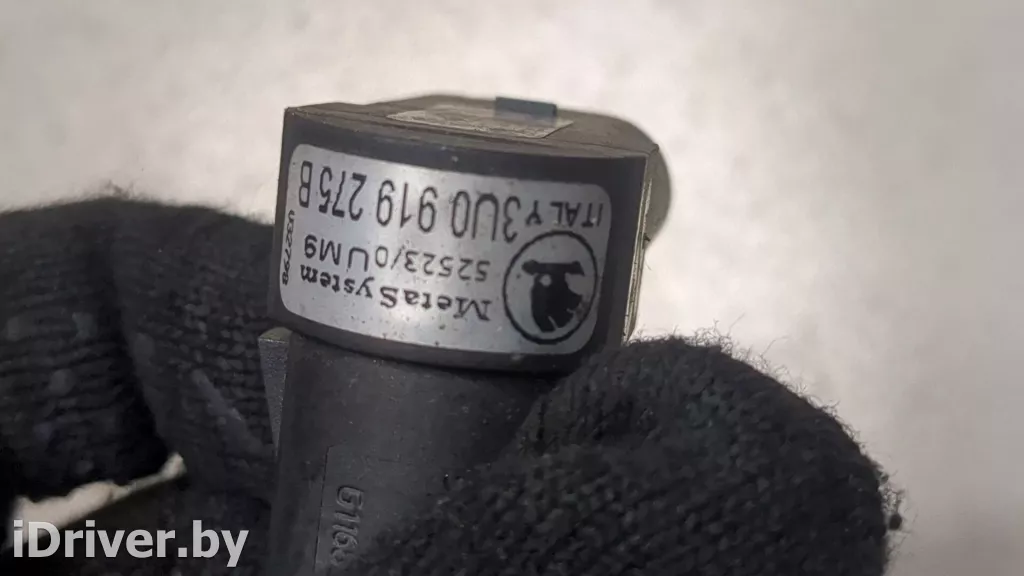 MetaSystem
52523/0 U M9
ITALY 3U0 919 275 B
iDriver.by